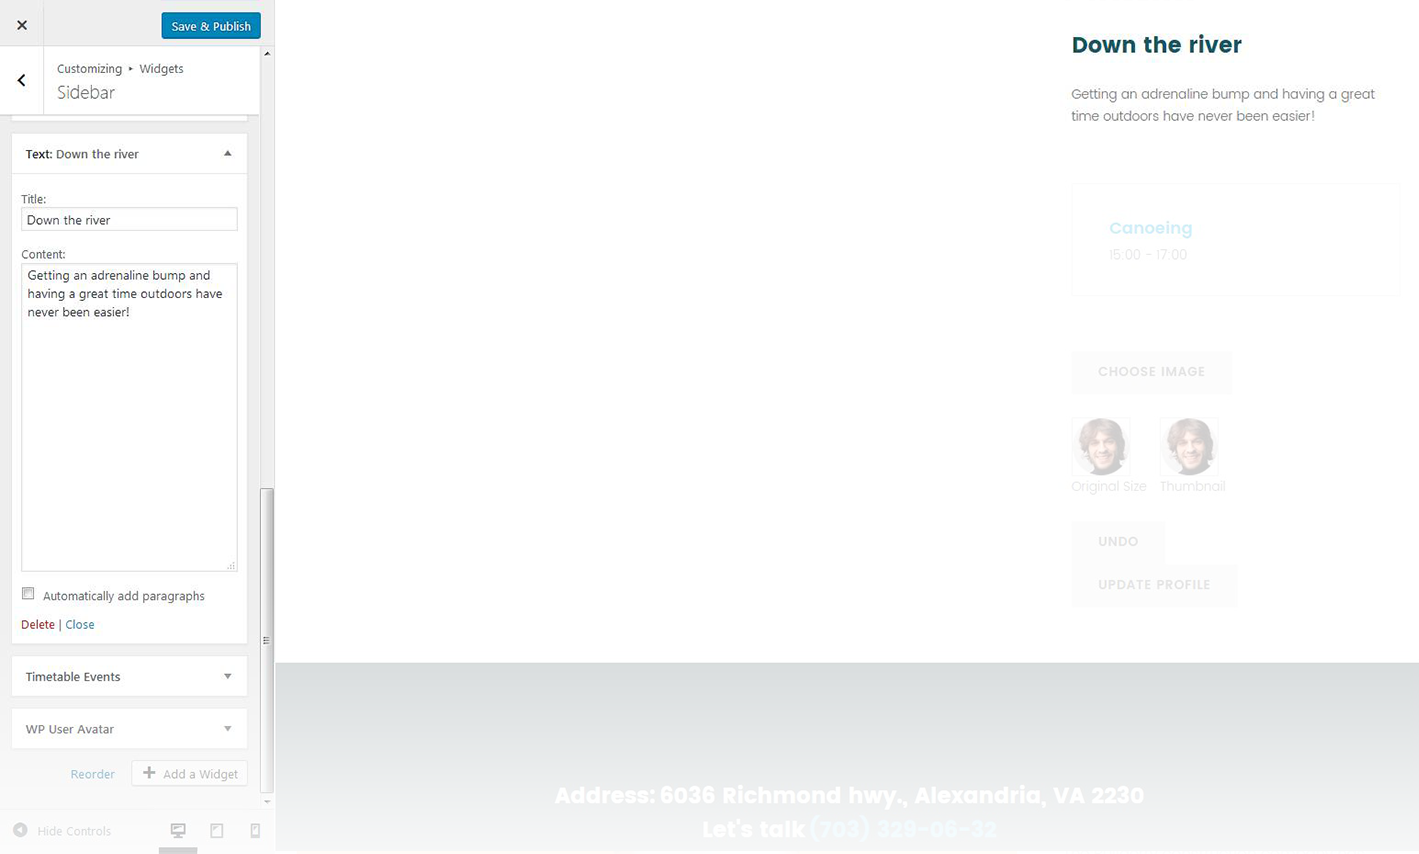 Save & Publish
Customizing ▸ Widgets
Sidebar
Text: Down the river
Title:
Down the river
Content:
Getting an adrenaline bump and
having a great time outdoors have
never been easier!
Automatically add paragraphs
Delete | Close
Timetable Events
WP User Avatar
Reorder
Add a Widget
Hide Controls
Down the river
Getting an adrenaline bump and having a great
time outdoors have never been easier!
Canoeing
15:00 - 17:00
CHOOSE IMAGE
Original Size Thumbnail
UNDO
UPDATE PROFILE
Address: 6036 Richmond hwy., Alexandria, VA 2230
Let's talk (703) 329-06-32